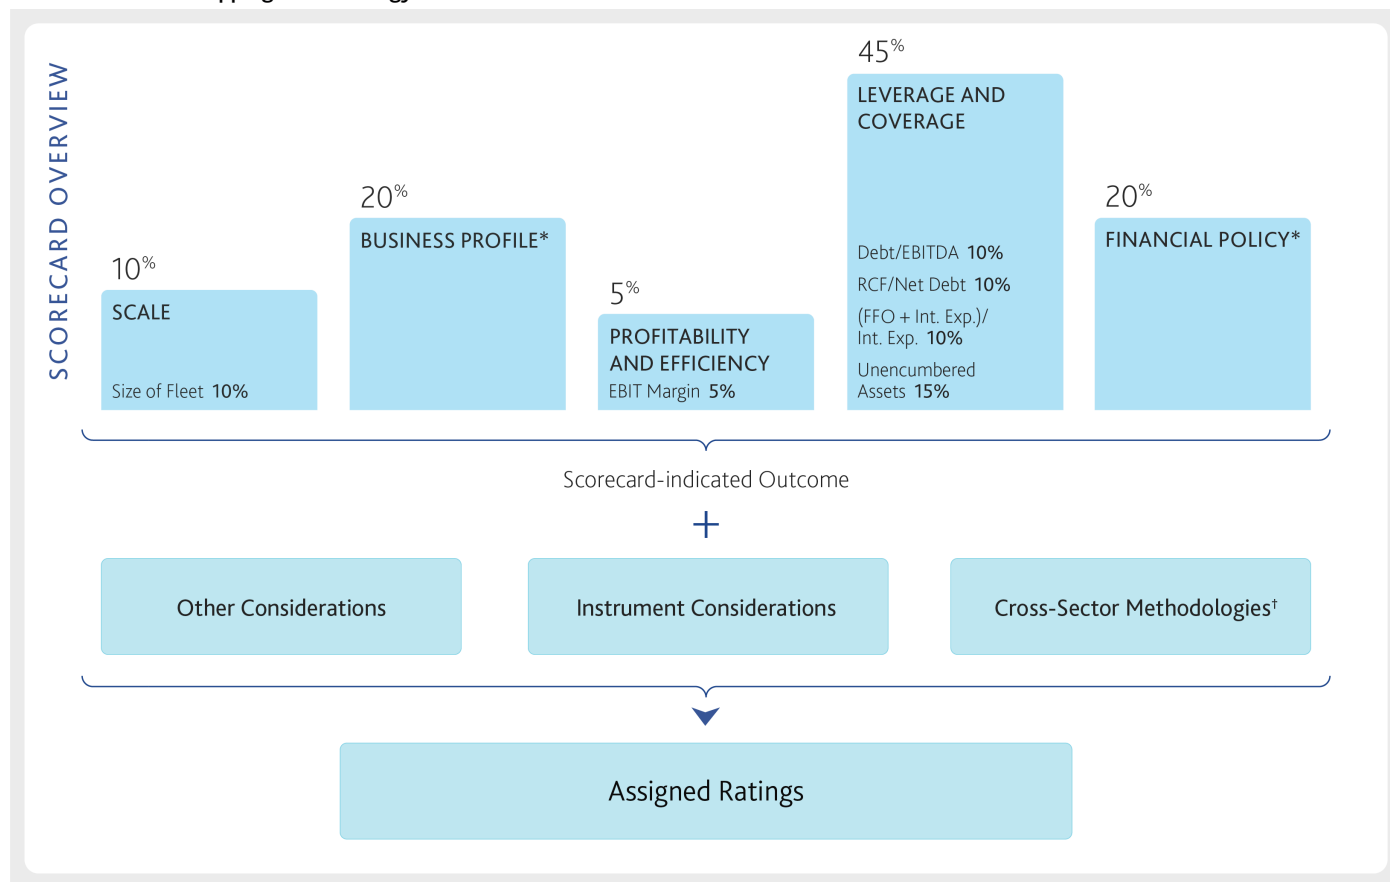 SCORECARD OVERVIEW
10%
SCALE
Size of Fleet 10%
20%
BUSINESS PROFILE*
5%
PROFITABILITY
AND EFFICIENCY
EBIT Margin 5%
45%
LEVERAGE AND
COVERAGE
Debt/EBITDA 10%
RCF/Net Debt 10%
(FFO + Int. Exp.)/
Int. Exp. 10%
Unencumbered
Assets 15%
20%
FINANCIAL POLICY*
Scorecard-indicated Outcome
+
Other Considerations
Instrument Considerations
Cross-Sector Methodologies†
Assigned Ratings